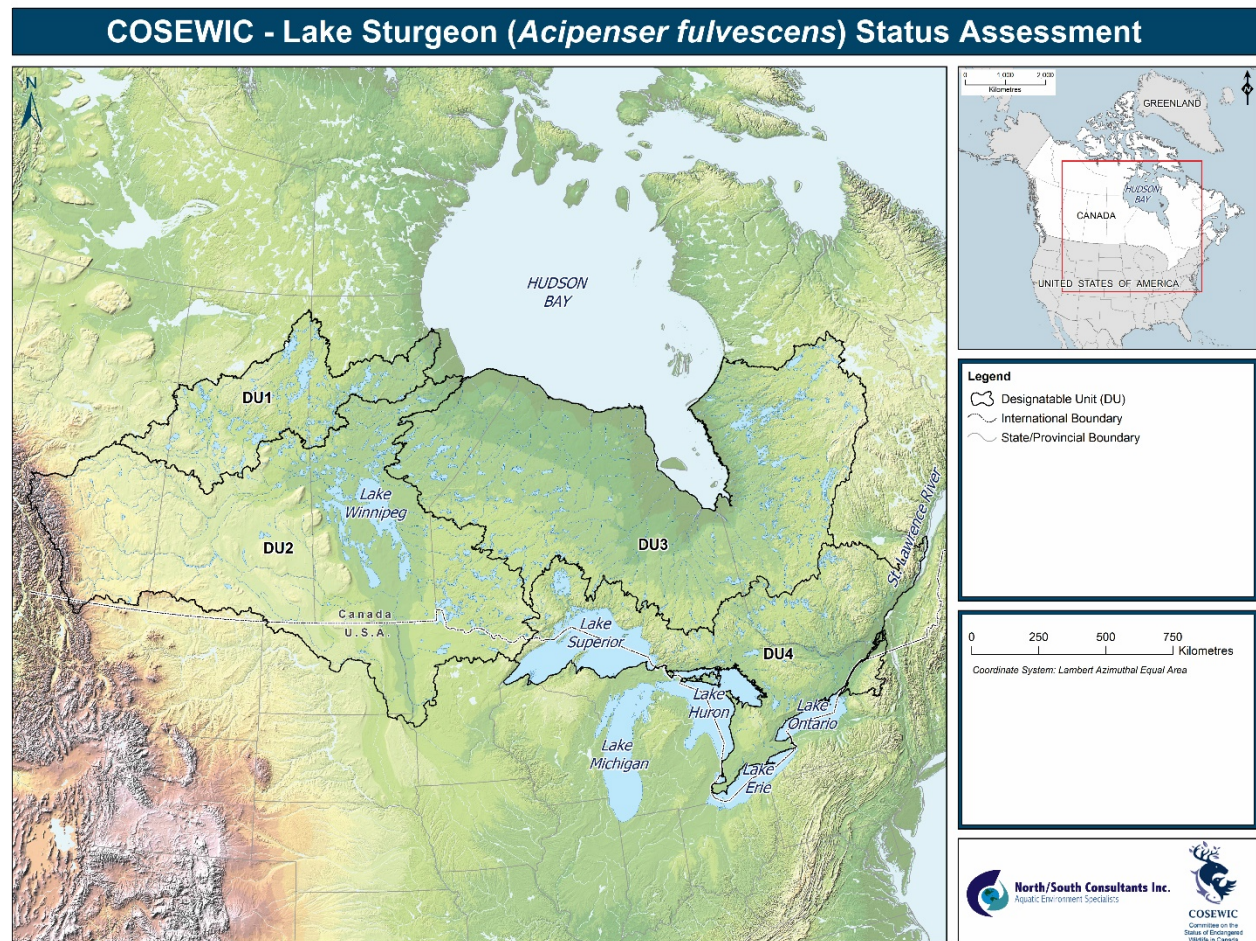 COSEWIC - Lake Sturgeon (Acipenser fulvescens) Status Assessment
N
HUDSON
BAY
DU1
Lake
Winnipeg
DU2
DU3
St. Lawrence River
Canada
U.S.A.
Lake
Superior
DU4
Lake
Huron
Lake
Ontario
Lake
Michigan
Lake
Erie
0 1,000 2,000
Kilometres
N
GREENLAND
HUDSON
BAY
CANADA
UNITED STATES OF AMERICA
Legend
Designatable Unit (DU)
International Boundary
State/Provincial Boundary
0 250 500 750
Kilometres
Coordinate System: Lambert Azimuthal Equal Area
North/South Consultants Inc.
Aquatic Environment Specialists
COSEWIC
Committee on the
Status of Endangered
Wildlife in Canada